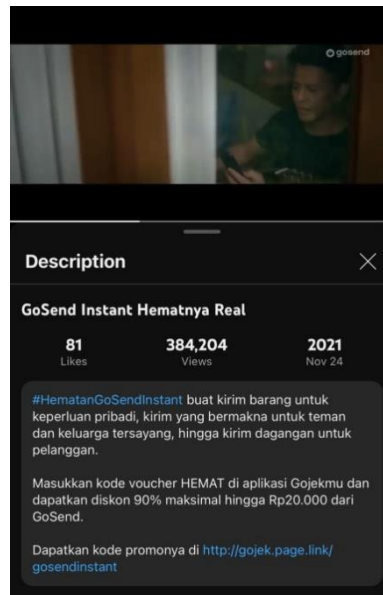 gosend
Description
GoSend Instant Hematnya Real
81 384,204 2021
Likes Views Nov 24
#HematanGoSendInstant buat kirim barang untuk
keperluan pribadi, kirim yang bermakna untuk teman
dan keluarga tersayang, hingga kirim dagangan untuk
pelanggan.
Masukkan kode voucher HEMAT di aplikasi Gojekmu dan
dapatkan diskon 90% maksimal hingga Rp20.000 dari
GoSend.
Dapatkan kode promonya di http://gojek.page.link/
gosendinstant